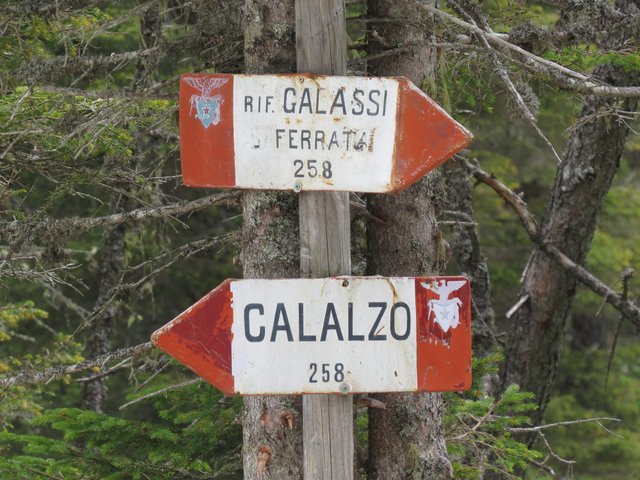 RIF. GALASSI
FERRATA
258
CALALZO
258